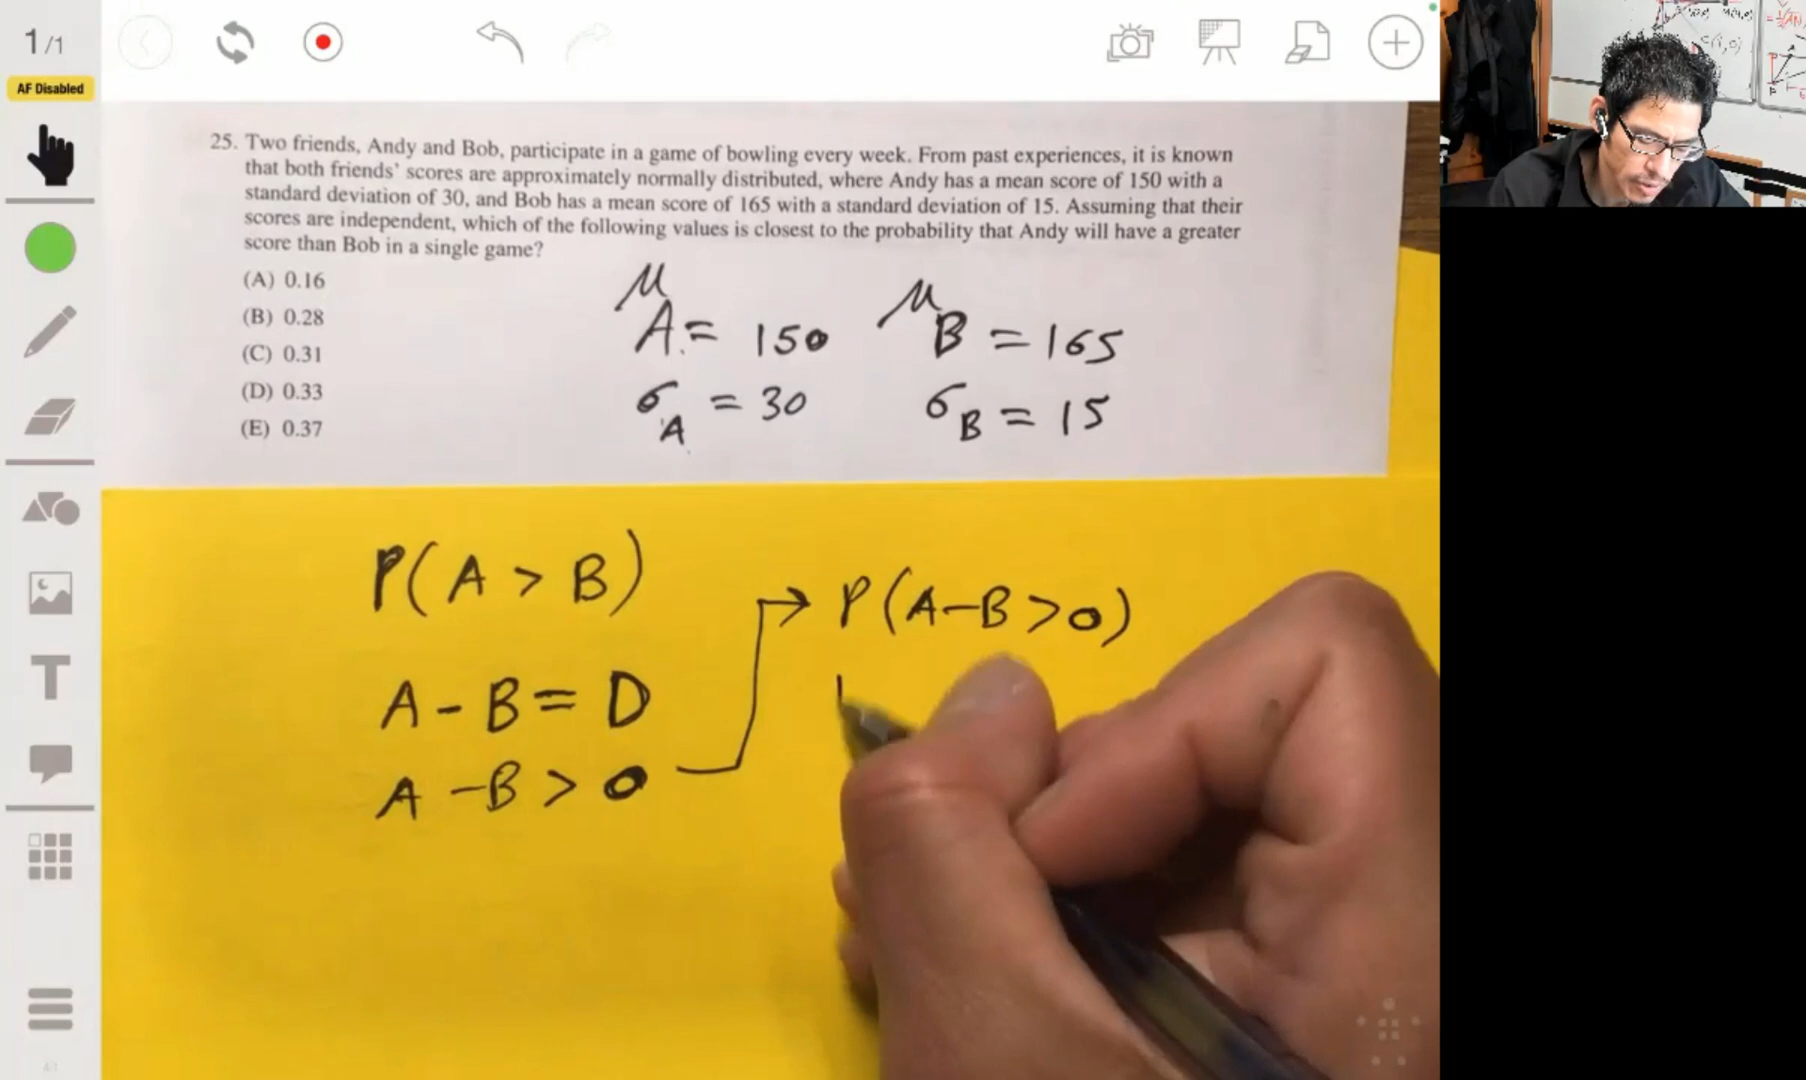 1/1
AF Disabled
25. Two friends, Andy and Bob, participate in a game of bowling every week. From past experiences, it is known
that both friends' scores are approximately normally distributed, where Andy has a mean score of 150 with a
standard deviation of 30, and Bob has a mean score of 165 with a standard deviation of 15. Assuming that their
scores are independent, which of the following values is closest to the probability that Andy will have a greater
score than Bob in a single game?
(A) 0.16
(B) 0.28
(C) 0.31
(D) 0.33
(E) 0.37
μA = 150 μB = 165
σA = 30 σB = 15
P(A > B)
P(A-B>0)
A - B = D
A - B > 0
T
C(1,0)